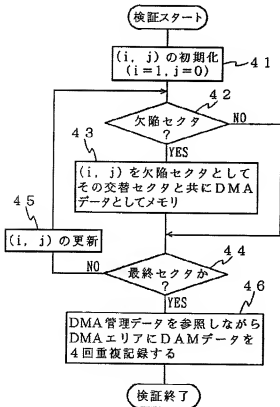 検証スタート
(i, j) の初期化
(i=1, j=0)
41
42
欠陥セクタ
?
NO
YES
43
(i, j) を欠陥セクタとして
その交替セクタと共にDMA
データとしてメモリ
45
(i, j) の更新
44
最終セクタか
?
NO
YES
46
DMA管理データを参照しながら
DMAエリアにDAMデータを
4回重複記録する
検証終了